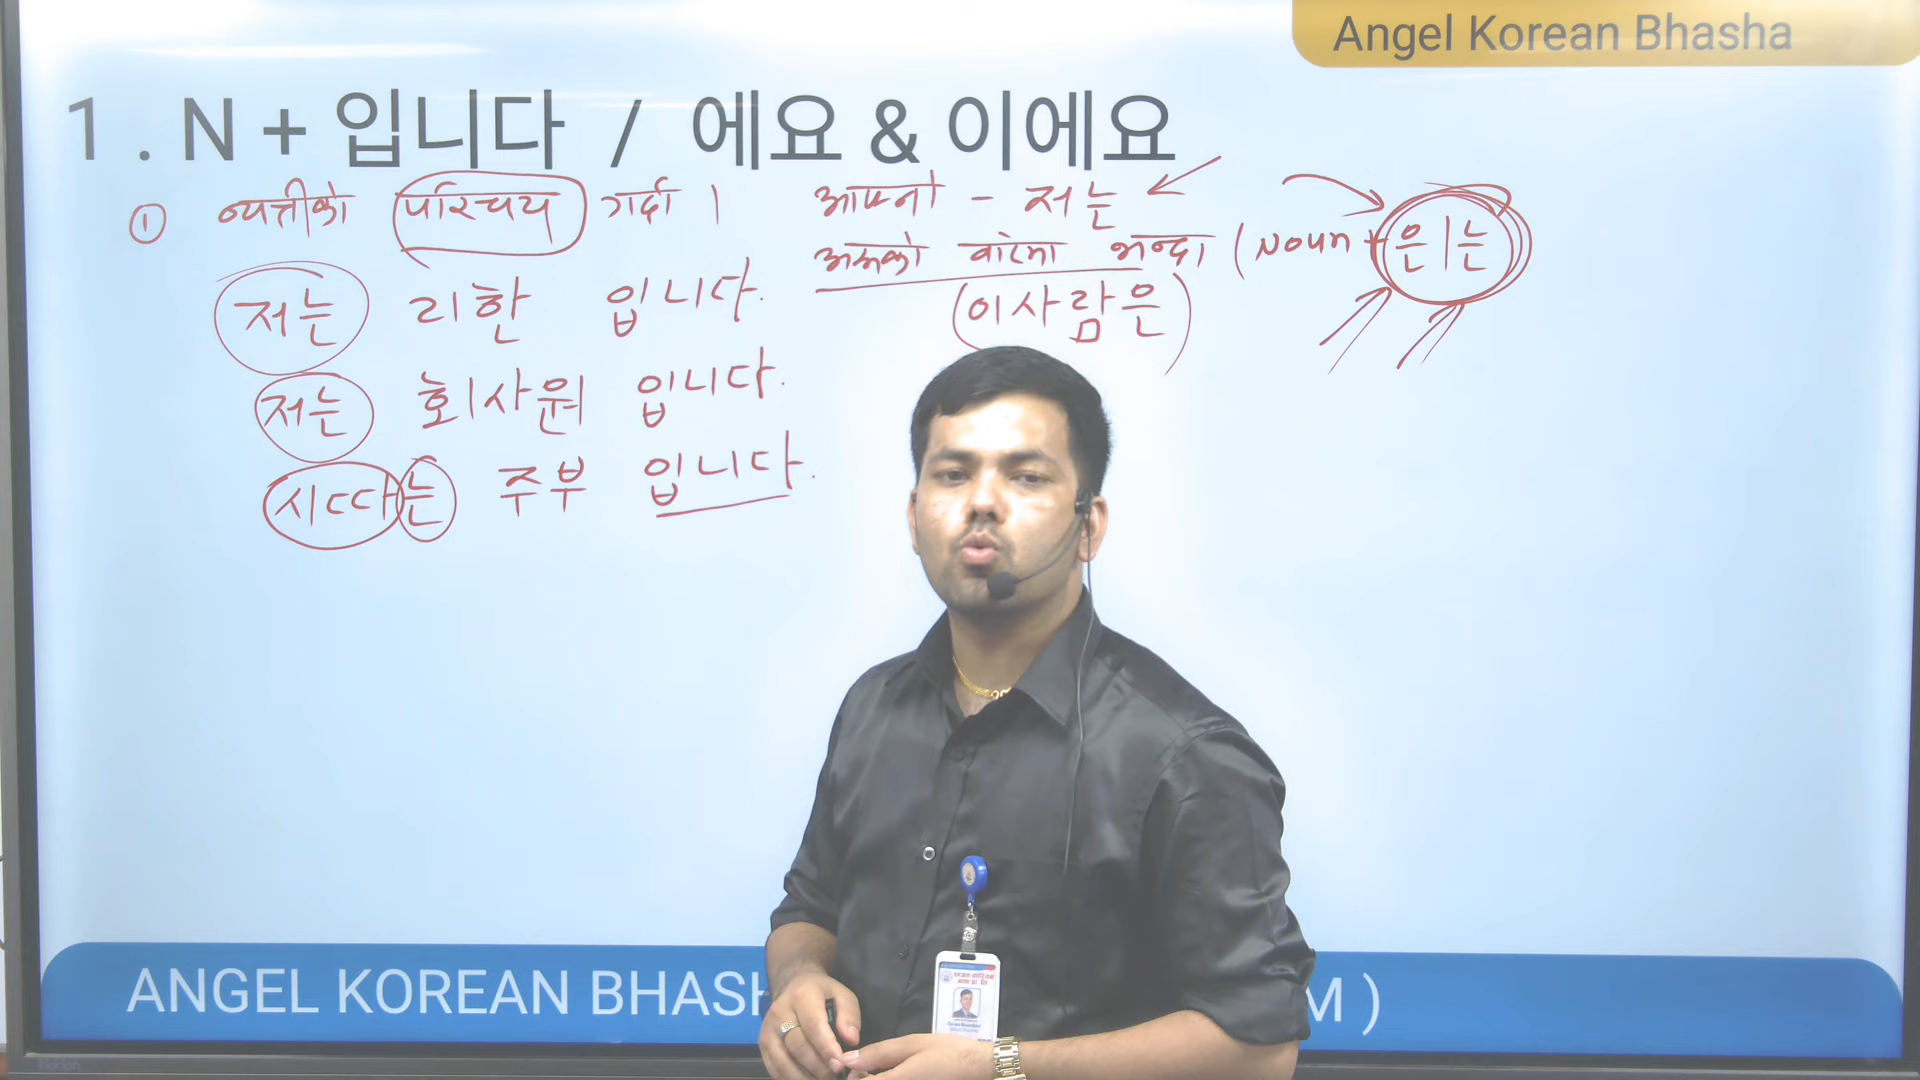 Angel Korean Bhasha
1 . N + 입니다 / 에요 & 이에요
① व्यक्तीको परिचय गर्दा । आफ्नो - 저는
अरुको बारेमा भन्दा ( Noun + 은 | 는
저는 리한 입니다. (이사람은)
저는 회사원 입니다.
시따는 주부 입니다.
ANGEL KOREAN BHASH M )